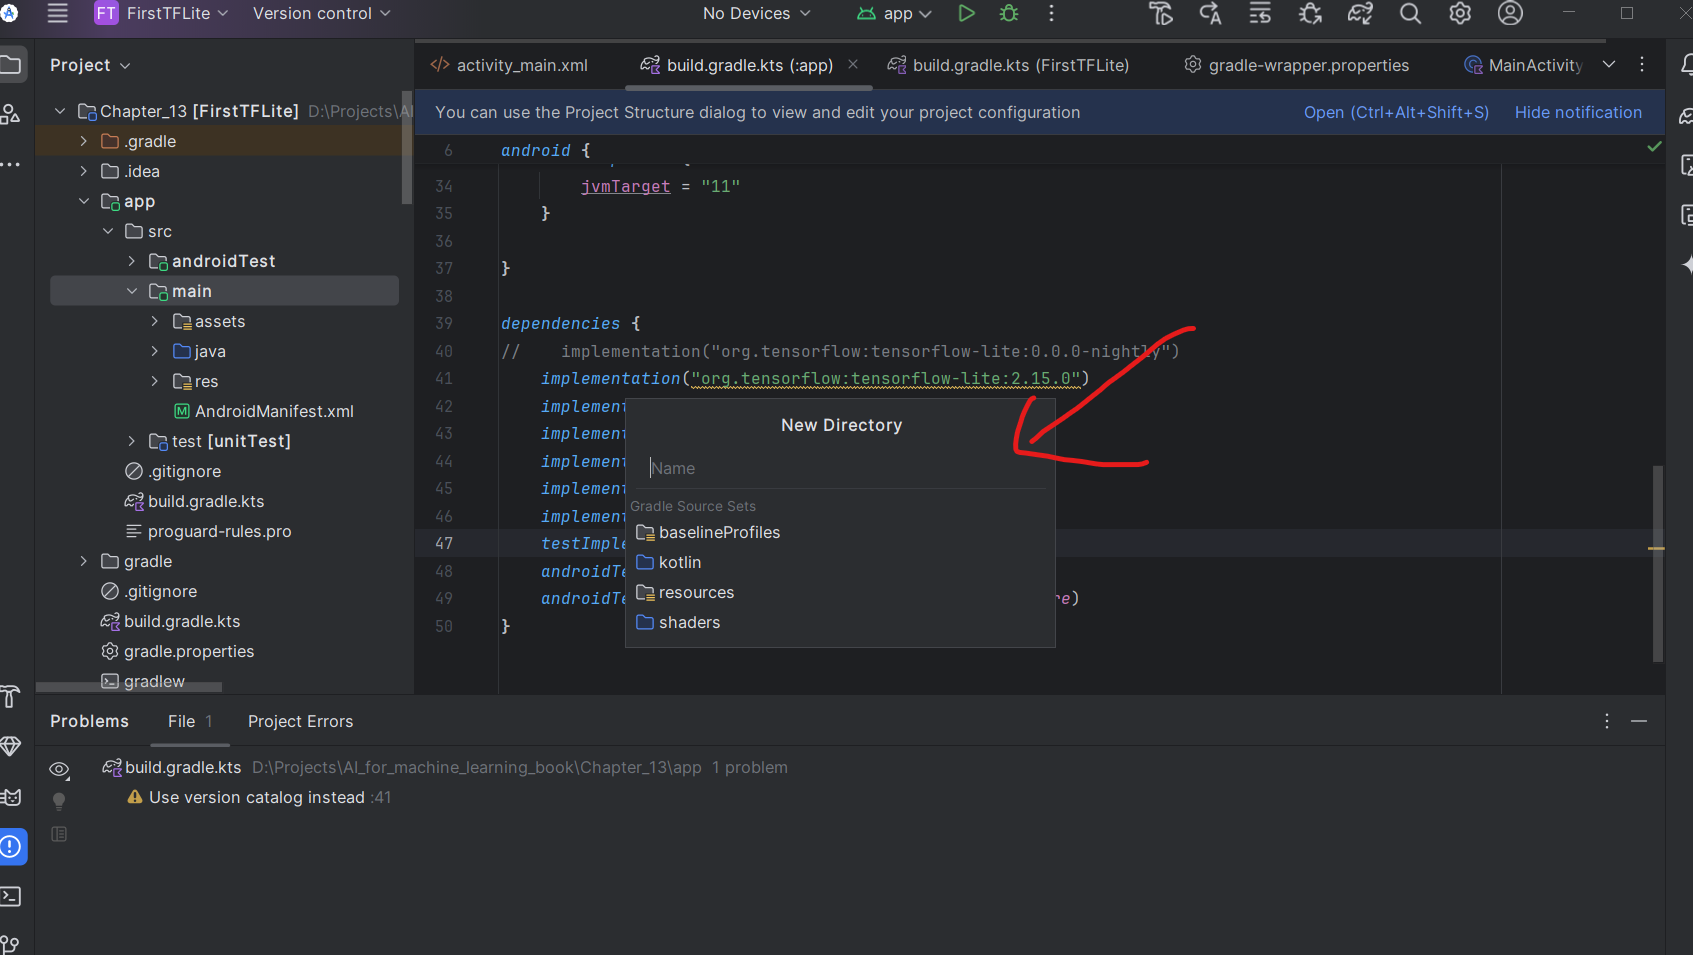 FT FirstTFLite Version control No Devices app
Project
activity_main.xml build.gradle.kts (:app) build.gradle.kts (FirstTFLite) gradle-wrapper.properties MainActivity
You can use the Project Structure dialog to view and edit your project configuration Open (Ctrl+Alt+Shift+S) Hide notification
Chapter_13 [FirstTFLite] D:\Projects\AI
.gradle
.idea
app
src
androidTest
main
assets
java
res
AndroidManifest.xml
test [unitTest]
.gitignore
build.gradle.kts
proguard-rules.pro
gradle
.gitignore
build.gradle.kts
gradle.properties
gradlew
6 android {
34 jvmTarget = "11"
35 }
36
37 }
38
39 dependencies {
40 // implementation("org.tensorflow:tensorflow-lite:0.0.0-nightly")
41 implementation("org.tensorflow:tensorflow-lite:2.15.0")
42 implement
43 implement
44 implement
45 implement
46 implement
47 testImple
48 androidTe
49 androidTe re)
50 }
New Directory
Name
Gradle Source Sets
baselineProfiles
kotlin
resources
shaders
Problems File 1 Project Errors
build.gradle.kts D:\Projects\AI_for_machine_learning_book\Chapter_13\app 1 problem
Use version catalog instead :41